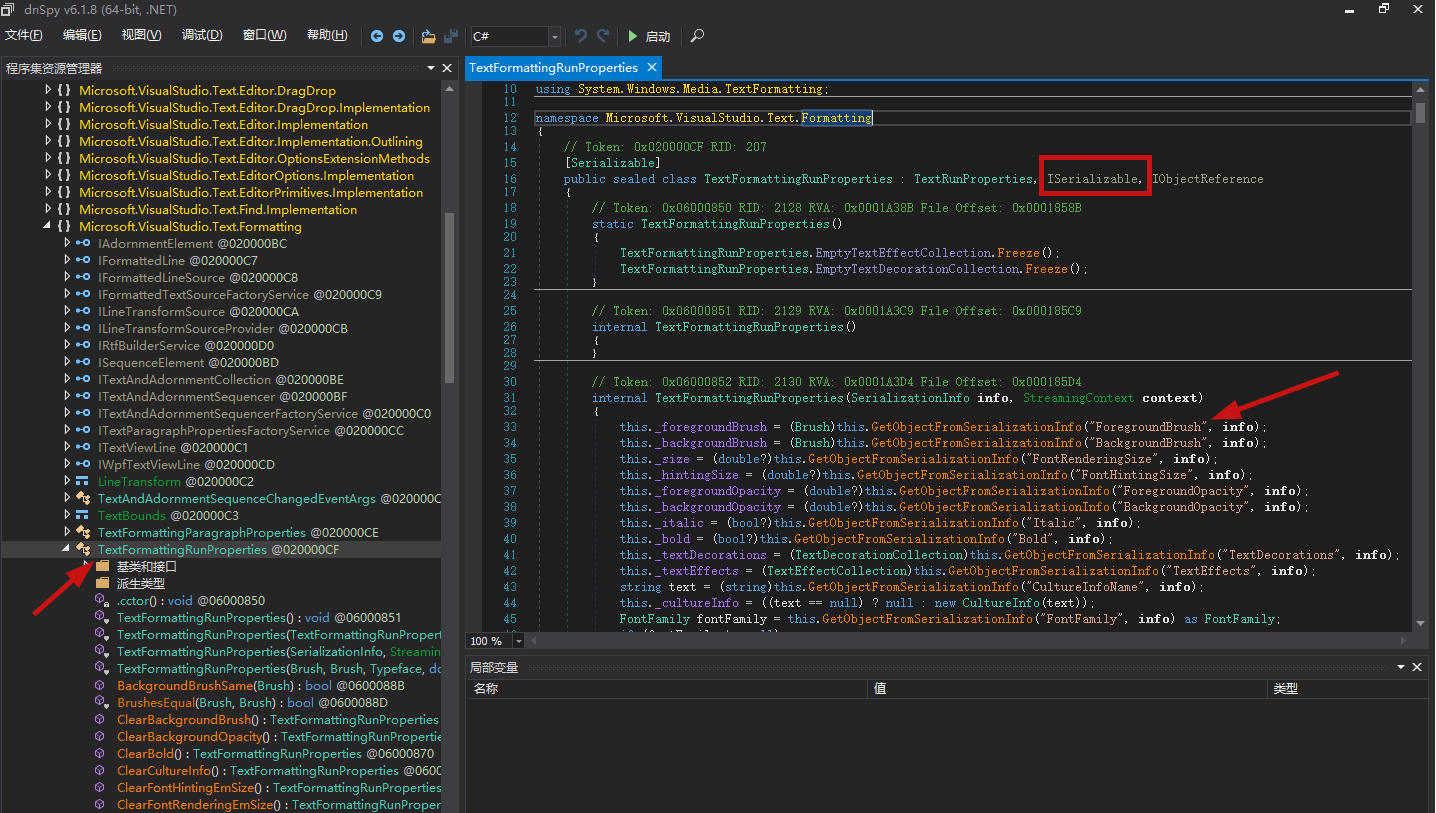 dnSpy v6.1.8 (64-bit, .NET)
文件(F) 编辑(E) 视图(V) 调试(D) 窗口(W) 帮助(H) C# 启动
程序集资源管理器
Microsoft.VisualStudio.Text.Editor.DragDrop
Microsoft.VisualStudio.Text.Editor.DragDrop.Implementation
Microsoft.VisualStudio.Text.Editor.Implementation
Microsoft.VisualStudio.Text.Editor.Implementation.Outlining
Microsoft.VisualStudio.Text.Editor.OptionsExtensionMethods
Microsoft.VisualStudio.Text.EditorOptions.Implementation
Microsoft.VisualStudio.Text.EditorPrimitives.Implementation
Microsoft.VisualStudio.Text.Find.Implementation
{ } Microsoft.VisualStudio.Text.Formatting
IAdornmentElement @020000BC
IFormattedLine @020000C7
IFormattedLineSource @020000C8
IFormattedTextSourceFactoryService @020000C9
ILineTransformSource @020000CA
ILineTransformSourceProvider @020000CB
IRtfBuilderService @020000D0
ISequenceElement @020000BD
ITextAndAdornmentCollection @020000BE
ITextAndAdornmentSequencer @020000BF
ITextAndAdornmentSequencerFactoryService @020000C0
ITextParagraphPropertiesFactoryService @020000CC
ITextViewLine @020000C1
IWpfTextViewLine @020000CD
LineTransform @020000C2
TextAndAdornmentSequenceChangedEventArgs @020000C
TextBounds @020000C3
TextFormattingParagraphProperties @020000CE
TextFormattingRunProperties @020000CF
基类和接口
派生类型
.cctor() : void @06000850
TextFormattingRunProperties() : void @06000851
TextFormattingRunProperties(TextFormattingRunPropert
TextFormattingRunProperties(SerializationInfo, Streamin
TextFormattingRunProperties(Brush, Brush, Typeface, do
BackgroundBrushSame(Brush) : bool @0600088B
BrushesEqual(Brush, Brush) : bool @0600088D
ClearBackgroundBrush() : TextFormattingRunProperties
ClearBackgroundOpacity() : TextFormattingRunPropertie
ClearBold() : TextFormattingRunProperties @06000870
ClearCultureInfo() : TextFormattingRunProperties @0600
ClearFontHintingEmSize() : TextFormattingRunProperties
ClearFontRenderingEmSize() : TextFormattingRunProper
TextFormattingRunProperties
10 using System.Windows.Media.TextFormatting;
11
12 namespace Microsoft.VisualStudio.Text.Formatting
13 {
14 // Token: 0x020000CF RID: 207
15 [Serializable]
16 public sealed class TextFormattingRunProperties : TextRunProperties, ISerializable, IObjectReference
17 {
18 // Token: 0x06000850 RID: 2128 RVA: 0x0001A38B File Offset: 0x0001858B
19 static TextFormattingRunProperties()
20 {
21 TextFormattingRunProperties.EmptyTextEffectCollection.Freeze();
22 TextFormattingRunProperties.EmptyTextDecorationCollection.Freeze();
23 }
24
25 // Token: 0x06000851 RID: 2129 RVA: 0x0001A3C9 File Offset: 0x000185C9
26 internal TextFormattingRunProperties()
27 {
28 }
29
30 // Token: 0x06000852 RID: 2130 RVA: 0x0001A3D4 File Offset: 0x000185D4
31 internal TextFormattingRunProperties(SerializationInfo info, StreamingContext context)
32 {
33 this._foregroundBrush = (Brush)this.GetObjectFromSerializationInfo("ForegroundBrush", info);
34 this._backgroundBrush = (Brush)this.GetObjectFromSerializationInfo("BackgroundBrush", info);
35 this._size = (double?)this.GetObjectFromSerializationInfo("FontRenderingSize", info);
36 this._hintingSize = (double?)this.GetObjectFromSerializationInfo("FontHintingSize", info);
37 this._foregroundOpacity = (double?)this.GetObjectFromSerializationInfo("ForegroundOpacity", info);
38 this._backgroundOpacity = (double?)this.GetObjectFromSerializationInfo("BackgroundOpacity", info);
39 this._italic = (bool?)this.GetObjectFromSerializationInfo("Italic", info);
40 this._bold = (bool?)this.GetObjectFromSerializationInfo("Bold", info);
41 this._textDecorations = (TextDecorationCollection)this.GetObjectFromSerializationInfo("TextDecorations", info);
42 this._textEffects = (TextEffectCollection)this.GetObjectFromSerializationInfo("TextEffects", info);
43 string text = (string)this.GetObjectFromSerializationInfo("CultureInfoName", info);
44 this._cultureInfo = ((text == null) ? null : new CultureInfo(text));
45 FontFamily fontFamily = this.GetObjectFromSerializationInfo("FontFamily", info) as FontFamily;
100 %
局部变量
名称 值 类型